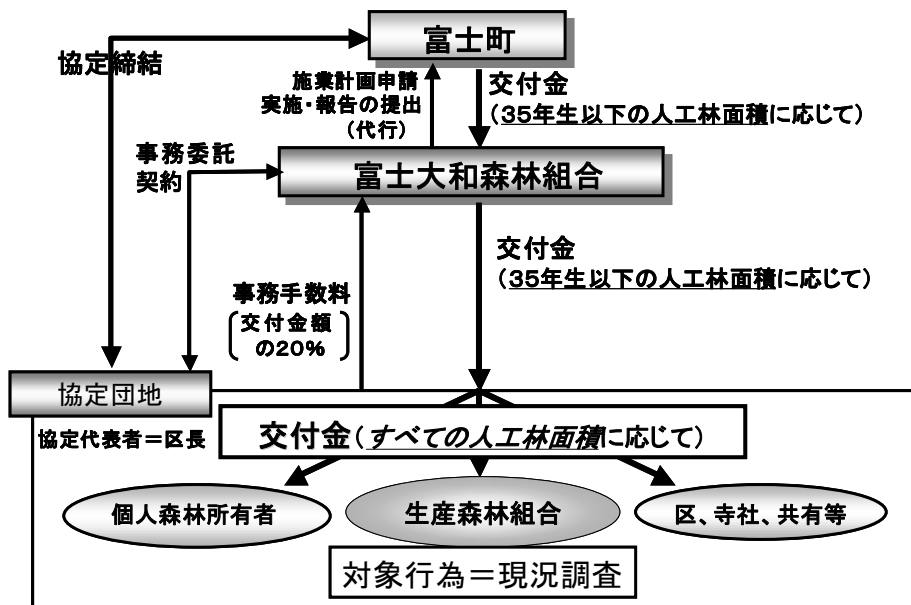 富士町
協定締結
施業計画申請
実施・報告の提出
(代行)
交付金
(35年生以下の人工林面積に応じて)
事務委託
契約
富士大和森林組合
交付金
(35年生以下の人工林面積に応じて)
事務手数料
交付金額
の20%
協定団地
協定代表者=区長
交付金(すべての人工林面積に応じて)
個人森林所有者
生産森林組合
区、寺社、共有等
対象行為=現況調査